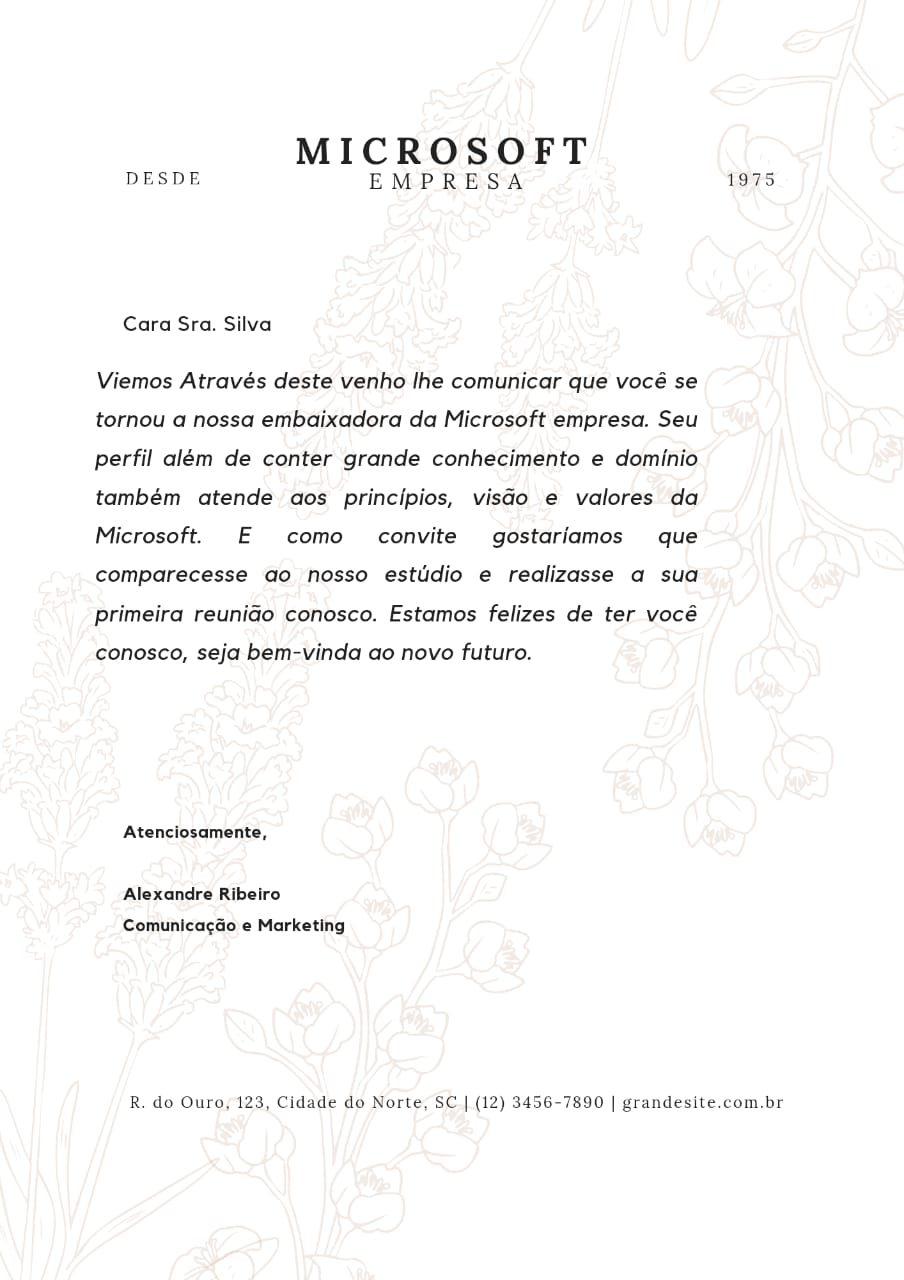 MICROSOFT
DESDE EMPRESA 1975
Cara Sra. Silva
Viemos Através deste venho lhe comunicar que você se
tornou a nossa embaixadora da Microsoft empresa. Seu
perfil além de conter grande conhecimento e domínio
também atende aos princípios, visão e valores da
Microsoft. E como convite gostaríamos que
comparecesse ao nosso estúdio e realizasse a sua
primeira reunião conosco. Estamos felizes de ter você
conosco, seja bem-vinda ao novo futuro.
Atenciosamente,
Alexandre Ribeiro
Comunicação e Marketing
R. do Ouro, 123, Cidade do Norte, SC | (12) 3456-7890 | grandesite.com.br